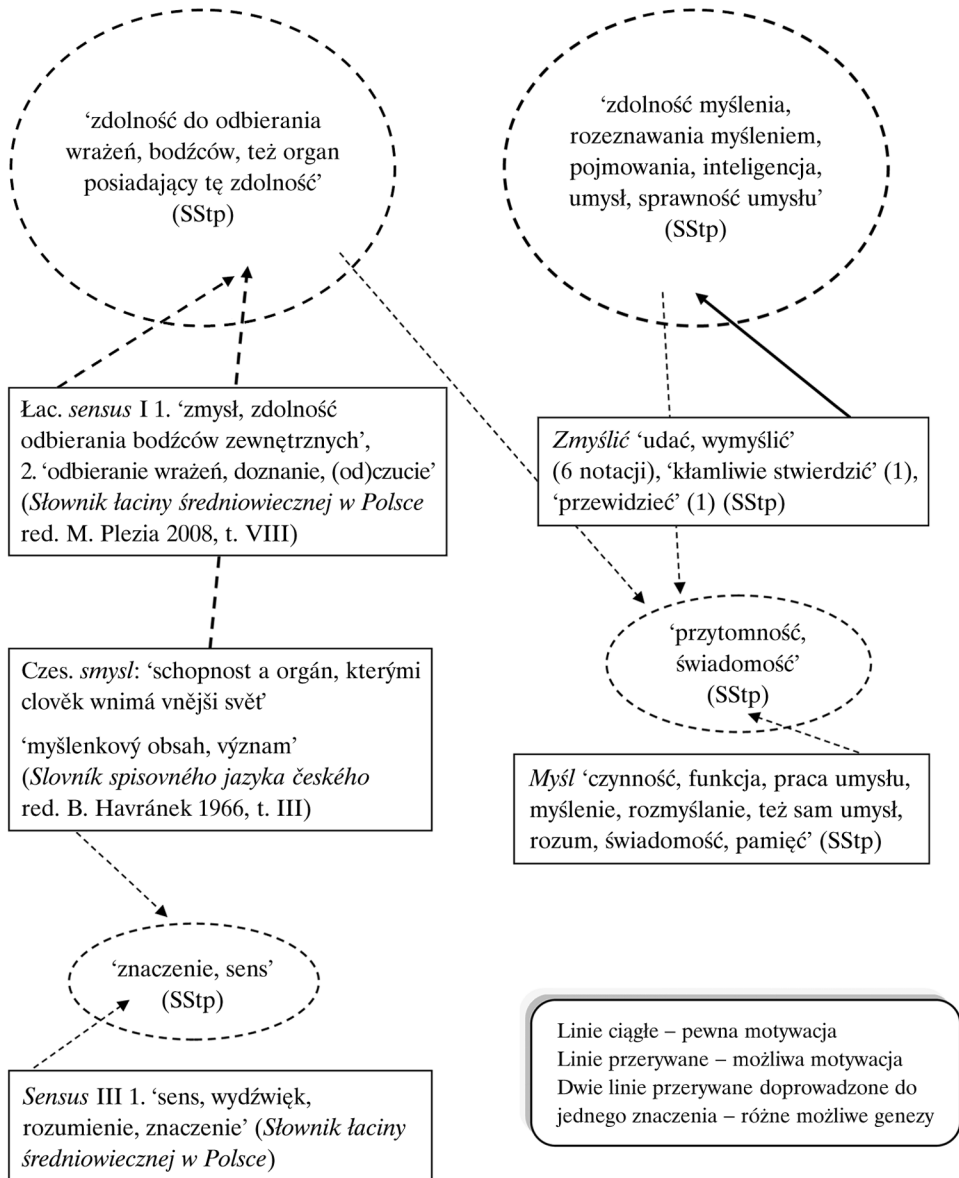 ‘zdolność do odbierania
wrażeń, bodźców, też organ
posiadający tę zdolność’
(SStp)
‘zdolność myślenia,
rozeznawania myśleniem,
pojmowania, inteligencja,
umysł, sprawność umysłu’
(SStp)
Łac. sensus I 1. ‘zmysł, zdolność
odbierania bodźców zewnętrznych’,
2. ‘odbieranie wrażeń, doznanie, (od)czucie’
(Słownik łaciny średniowiecznej w Polsce
red. M. Plezia 2008, t. VIII)
Zmyślić ‘udać, wymyślić’
(6 notacji), ‘kłamliwie stwierdzić’ (1),
‘przewidzieć’ (1) (SStp)
‘przytomność,
świadomość’
(SStp)
Czes. smysl: ‘schopnost a orgán, kterými
clověk wnimá vnějši svěť
‘myšlenkový obsah, význam’
(Slovník spisovného jazyka českého
red. B. Havránek 1966, t. III)
Myśl ‘czynność, funkcja, praca umysłu,
myślenie, rozmyślanie, też sam umysł,
rozum, świadomość, pamięć’ (SStp)
‘znaczenie, sens’
(SStp)
Sensus III 1. ‘sens, wydźwięk,
rozumienie, znaczenie’ (Słownik łaciny
średniowiecznej w Polsce)
Linie ciągłe – pewna motywacja
Linie przerywane – możliwa motywacja
Dwie linie przerywane doprowadzone do
jednego znaczenia – różne możliwe genezy